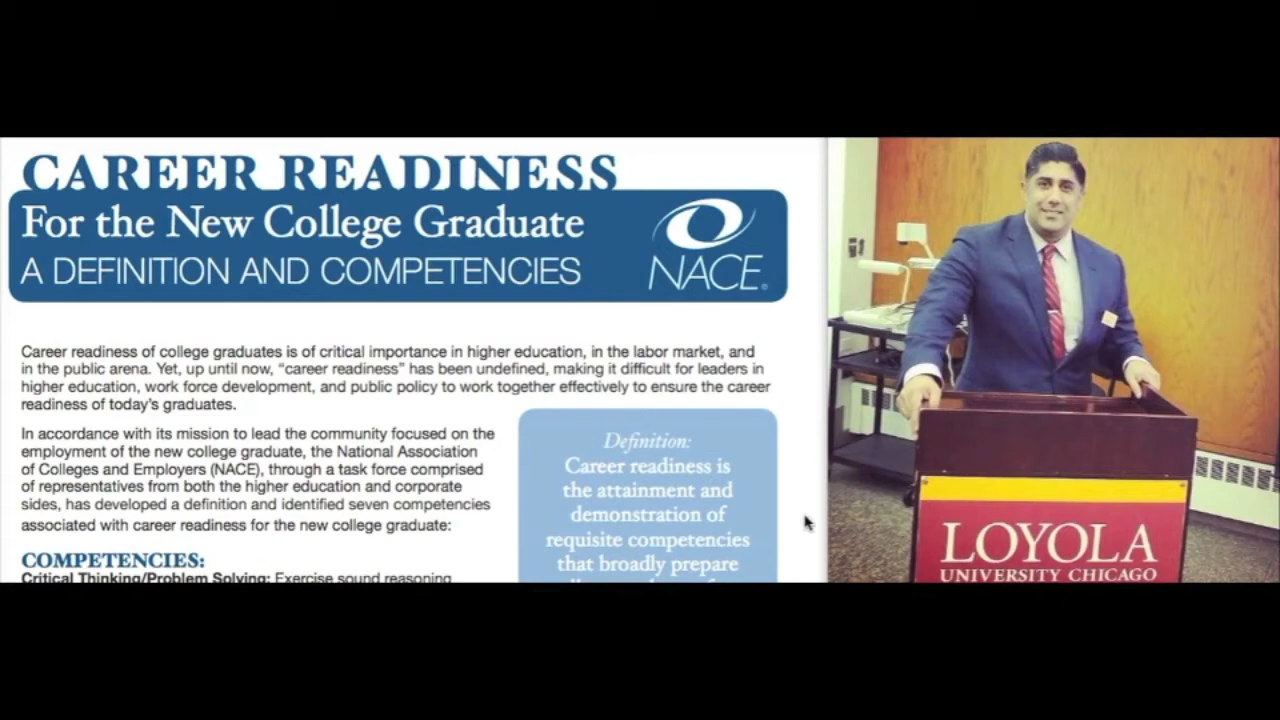 CAREER READINESS
For the New College Graduate
A DEFINITION AND COMPETENCIES
NACE®
Career readiness of college graduates is of critical importance in higher education, in the labor market, and
in the public arena. Yet, up until now, “career readiness” has been undefined, making it difficult for leaders in
higher education, work force development, and public policy to work together effectively to ensure the career
readiness of today’s graduates.
In accordance with its mission to lead the community focused on the
employment of the new college graduate, the National Association
of Colleges and Employers (NACE), through a task force comprised
of representatives from both the higher education and corporate
sides, has developed a definition and identified seven competencies
associated with career readiness for the new college graduate:
COMPETENCIES:
Critical Thinking/Problem Solving: Exercise sound reasoning
Definition:
Career readiness is
the attainment and
demonstration of
requisite competencies
that broadly prepare
LOYOLA
UNIVERSITY CHICAGO